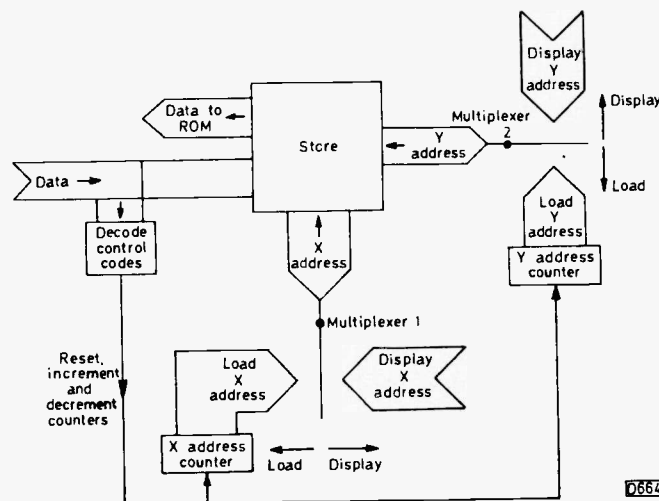 Display
Y
address
Display
Multiplexer
2
Data to
ROM
Store
Y
address
Load
Data
Decode
control
codes
X
address
Load
Y
address
Y address
counter
Multiplexer 1
Reset,
increment
and
decrement
counters
Load
X
address
Display
X
address
X address
counter
Load
Display
D664